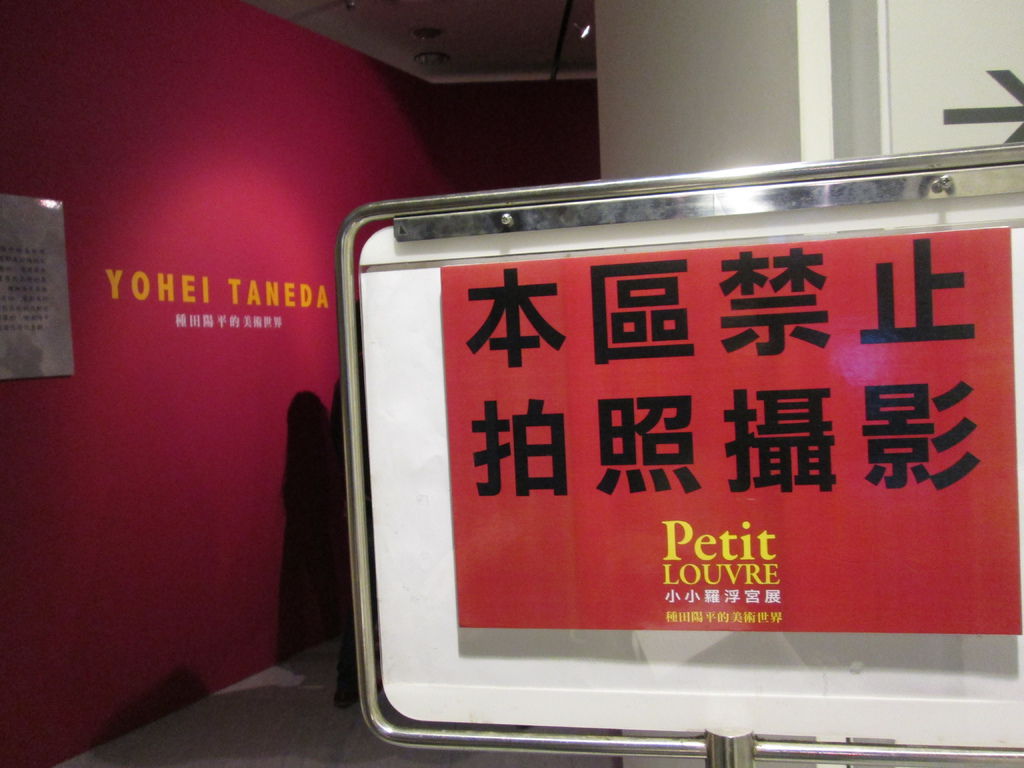 YOHEI TANEDA
種田陽平的美術世界
本區禁止
拍照攝影
Petit
LOUVRE
小小羅浮宮展
種田陽平的美術世界